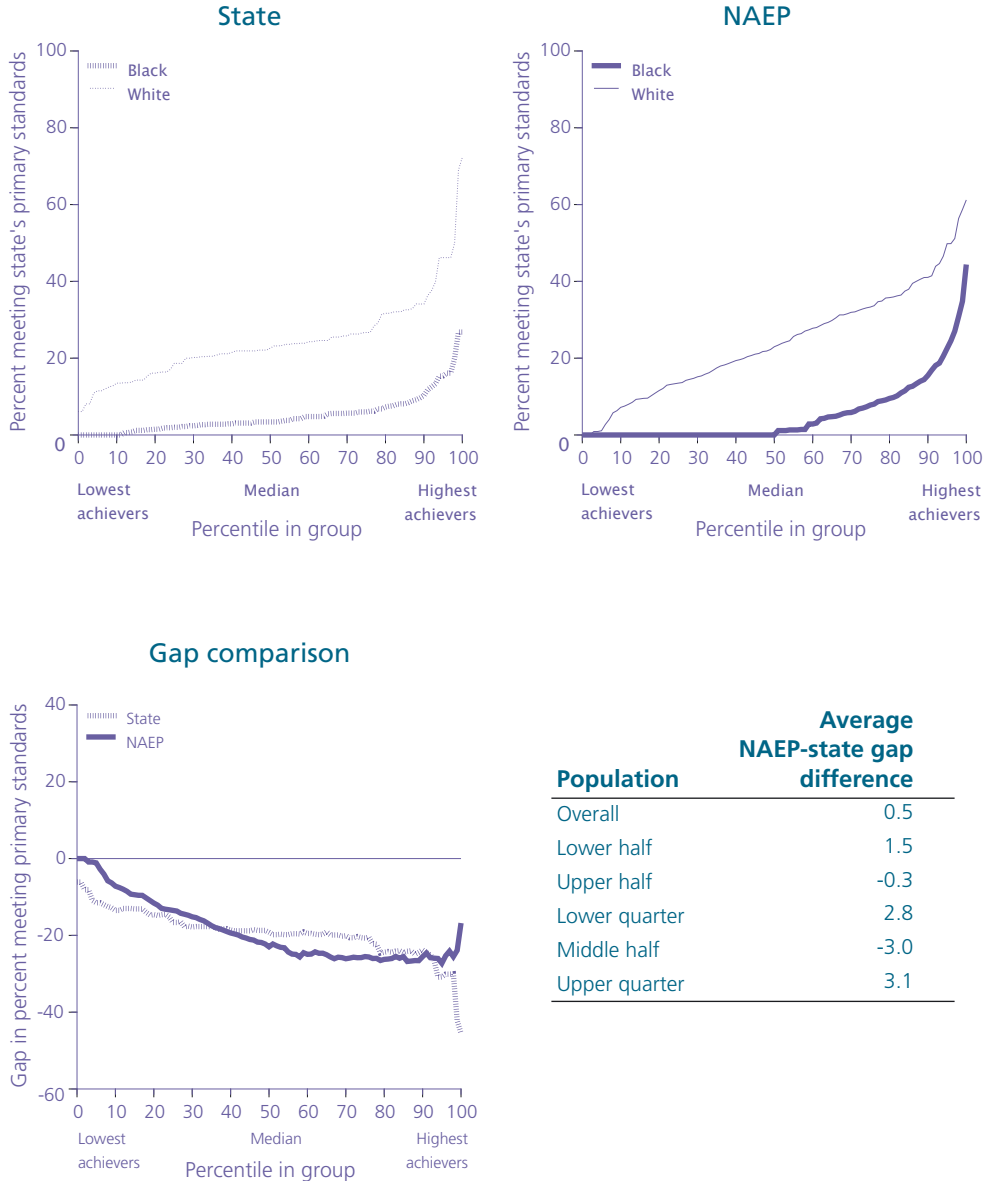 State
Percent meeting state's primary standards
100
80
60
40
20
0
Black
White
0 10 20 30 40 50 60 70 80 90 100
Lowest achievers
Median
Highest achievers
Percentile in group
NAEP
Percent meeting state's primary standards
100
80
60
40
20
0
Black
White
0 10 20 30 40 50 60 70 80 90 100
Lowest achievers
Median
Highest achievers
Percentile in group
Gap comparison
Gap in percent meeting primary standards
40
20
0
-20
-40
-60
State
NAEP
0 10 20 30 40 50 60 70 80 90 100
Lowest achievers
Median
Highest achievers
Percentile in group
Average
NAEP-state gap
Population difference
Overall 0.5
Lower half 1.5
Upper half -0.3
Lower quarter 2.8
Middle half -3.0
Upper quarter 3.1